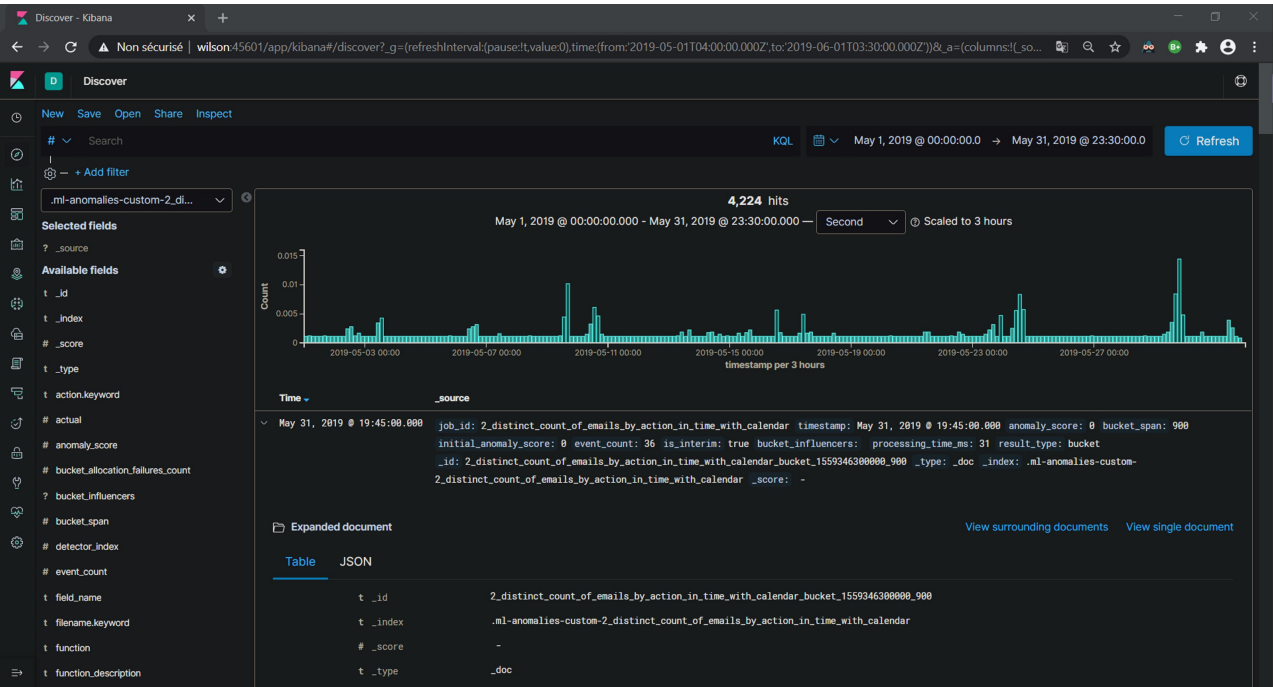 Discover - Kibana
Non sécurisé | wilson:45601/app/kibana#/discover?_g=(refreshInterval:(pause:!t,value:0),time:(from:'2019-05-01T04:00:00.000Z',to:'2019-06-01T03:30:00.000Z'))&_a=(columns:!(_so...
D Discover
New Save Open Share Inspect
# Search KQL May 1, 2019 @ 00:00:00.0 → May 31, 2019 @ 23:30:00.0 Refresh
+ Add filter
.ml-anomalies-custom-2_di...
4,224 hits
May 1, 2019 @ 00:00:00.000 - May 31, 2019 @ 23:30:00.000 — Second Scaled to 3 hours
Selected fields
? _source
Available fields
t _id
t _index
# _score
t _type
t action.keyword
# actual
# anomaly_score
# bucket_allocation_failures_count
? bucket_influencers
# bucket_span
# detector_index
# event_count
t field_name
t filename.keyword
t function
t function_description
Count
0.015
0.01
0.005
0
2019-05-03 00:00 2019-05-07 00:00 2019-05-11 00:00 2019-05-15 00:00 2019-05-19 00:00 2019-05-23 00:00 2019-05-27 00:00
timestamp per 3 hours
Time _source
May 31, 2019 @ 19:45:00.000 job_id: 2_distinct_count_of_emails_by_action_in_time_with_calendar timestamp: May 31, 2019 @ 19:45:00.000 anomaly_score: 0 bucket_span: 900
initial_anomaly_score: 0 event_count: 36 is_interim: true bucket_influencers: processing_time_ms: 31 result_type: bucket
_id: 2_distinct_count_of_emails_by_action_in_time_with_calendar_bucket_1559346300000_900 _type: _doc _index: .ml-anomalies-custom-
2_distinct_count_of_emails_by_action_in_time_with_calendar _score: -
Expanded document View surrounding documents View single document
Table JSON
t _id 2_distinct_count_of_emails_by_action_in_time_with_calendar_bucket_1559346300000_900
t _index .ml-anomalies-custom-2_distinct_count_of_emails_by_action_in_time_with_calendar
# _score -
t _type _doc